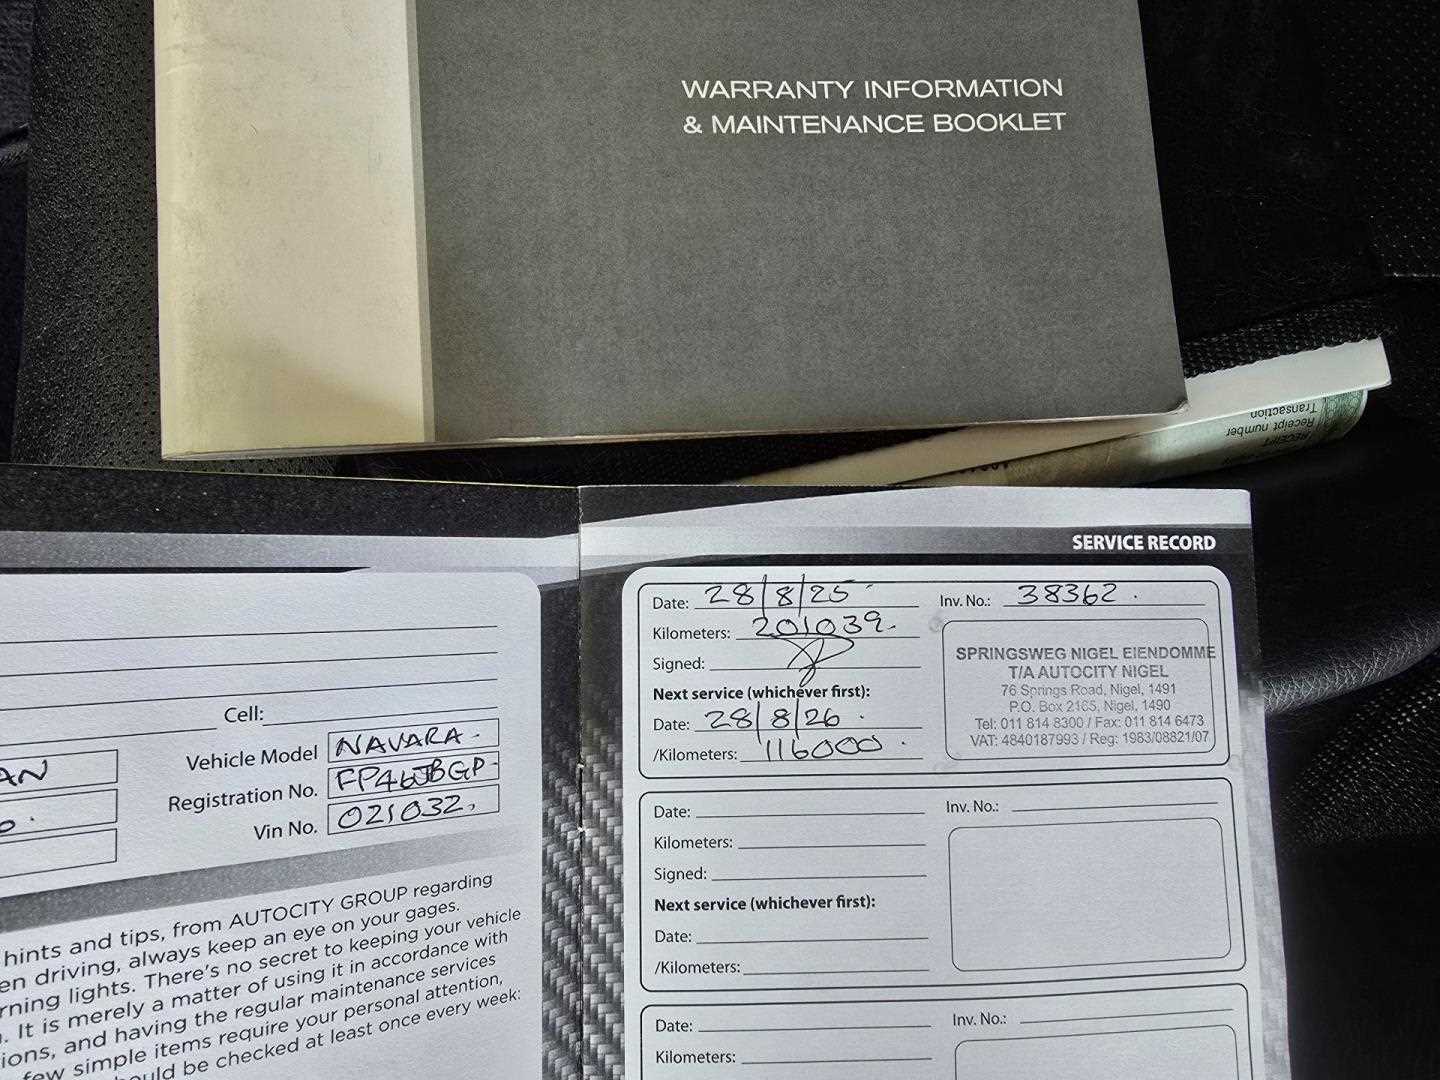 WARRANTY INFORMATION
& MAINTENANCE BOOKLET
Transaction
Receipt number
RECEIPT
SERVICE RECORD
Date: 28/8/25
Inv. No.: 38362.
Kilometers: 201039.
Signed:
Next service (whichever first):
Date: 28/8/26.
/Kilometers: 116000.
SPRINGSWEG NIGEL EIENDOMME
T/A AUTOCITY NIGEL
76 Springs Road, Nigel, 1491
P.O. Box 2165, Nigel, 1490
Tel: 011 814 8300 / Fax: 011 814 6473
VAT: 4840187993 / Reg: 1983/08821/07
Date:
Inv. No.:
Kilometers:
Signed:
Next service (whichever first):
Date:
/Kilometers:
Date:
Inv. No.:
Kilometers:
Cell:
AN
Vehicle Model NAVARA.
Registration No. FP46JBGP
Vin No. 021032.
hints and tips, from AUTOCITY GROUP regarding
en driving, always keep an eye on your gages.
rning lights. There's no secret to keeping your vehicle
. It is merely a matter of using it in accordance with
ions, and having the regular maintenance services
few simple items require your personal attention,
ould be checked at least once every week: